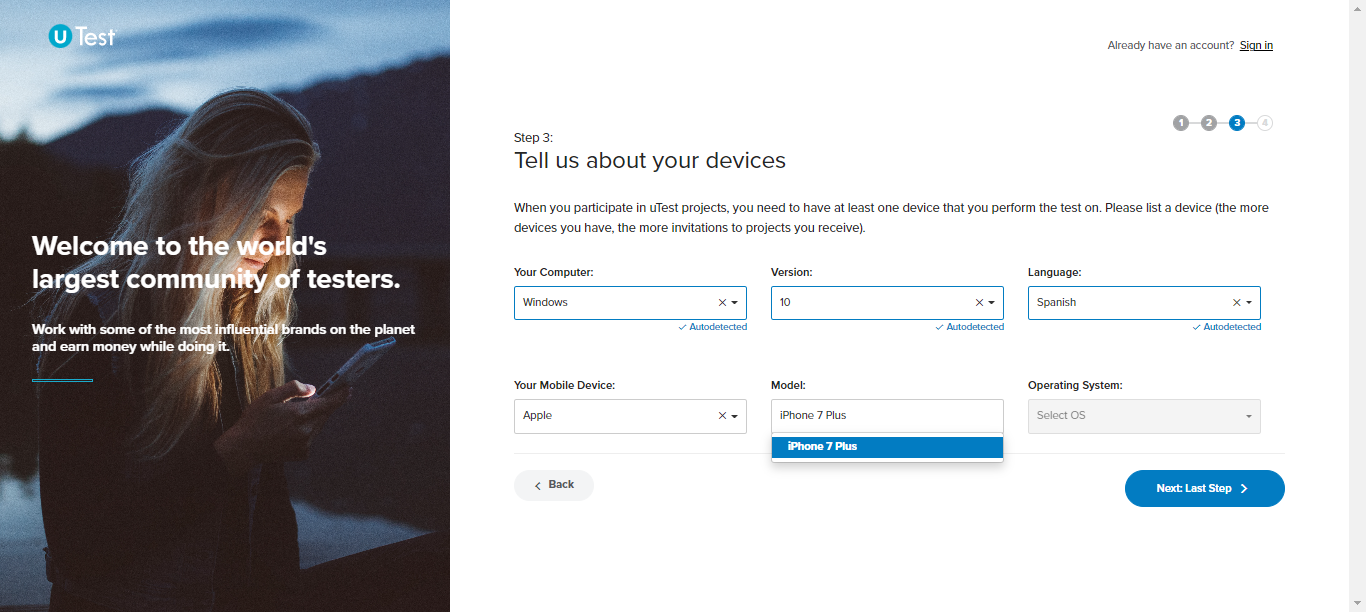 U Test
Already have an account? Sign in
1 2 3 4
Step 3:
Tell us about your devices
When you participate in uTest projects, you need to have at least one device that you perform the test on. Please list a device (the more
devices you have, the more invitations to projects you receive).
Welcome to the world's
largest community of testers.
Work with some of the most influential brands on the planet
and earn money while doing it.
Your Computer: Version: Language:
Windows 10 Spanish
Autodetected Autodetected Autodetected
Your Mobile Device: Model: Operating System:
Apple iPhone 7 Plus Select OS
iPhone 7 Plus
Back Next: Last Step